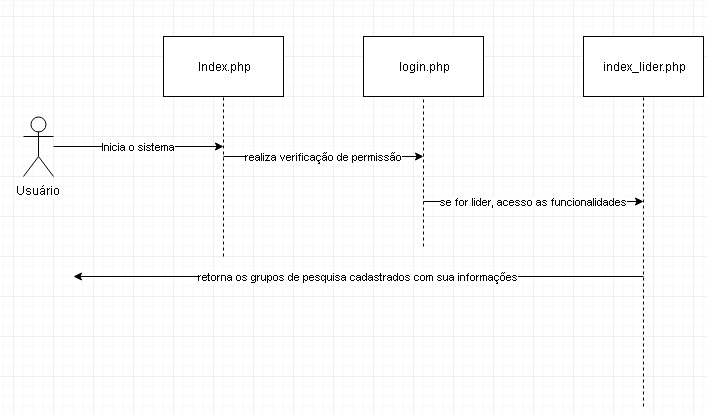 Index.php
login.php
index_lider.php
Inicia o sistema
realiza verificação de permissão
Usuário
se for lider, acesso as funcionalidades
retorna os grupos de pesquisa cadastrados com sua informações